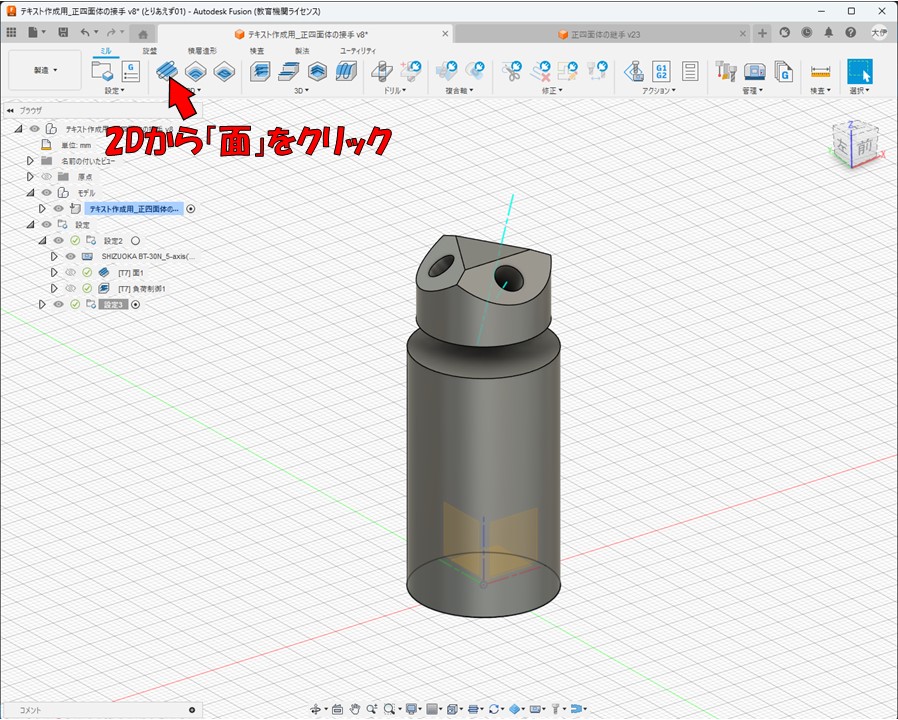 テキスト作成用_正四面体の接手 v8* (とりあえず01) - Autodesk Fusion (教育機関ライセンス)
テキスト作成用_正四面体の接手 v8*
正四面体の継手 v23
大伊
ミル
旋盤
積層造形
検査
製法
ユーティリティ
製造
G1
G2
設定
3D
ドリル
複合軸
修正
アクション
管理
検査
選択
2Dから「面」をクリック
ブラウザ
単位: mm
名前の付いたビュー
原点
モデル
テキスト作成用_正四面体の...
設定
設定2
SHIZUOKA BT-30N_5-axis(...
[T7] 面1
[T7] 負荷制御1
設定3
Z
左
前
X
コメント